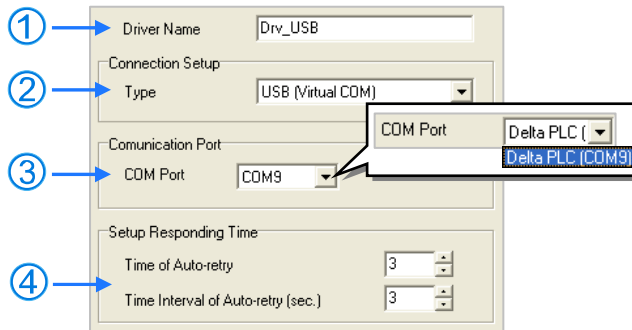 1 Driver Name Drv_USB
Connection Setup
2 Type USB (Virtual COM)
Comunication Port
3 COM Port COM9
COM Port Delta PLC (
Delta PLC (COM9)
Setup Responding Time
4
Time of Auto-retry 3
Time Interval of Auto-retry (sec.) 3